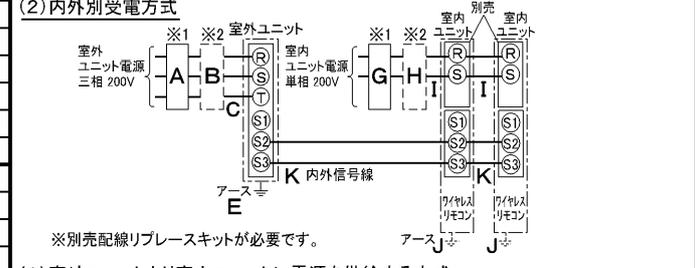 (2)内外別受電方式
※1
※2
室外ユニット
室外
ユニット電源
三相 200V
A
B
C
R
S
T
S1
S2
S3
アース
E
※1
※2
室内
ユニット電源
単相 200V
G
H
I
室内
ユニット
別売
室内
ユニット
R
S
S1
S2
S3
I
R
S
S1
S2
S3
K 内外信号線
K
ワイヤレス
リモコン
ワイヤレス
リモコン
アース
J
J
※別売配線リプレースキットが必要です。